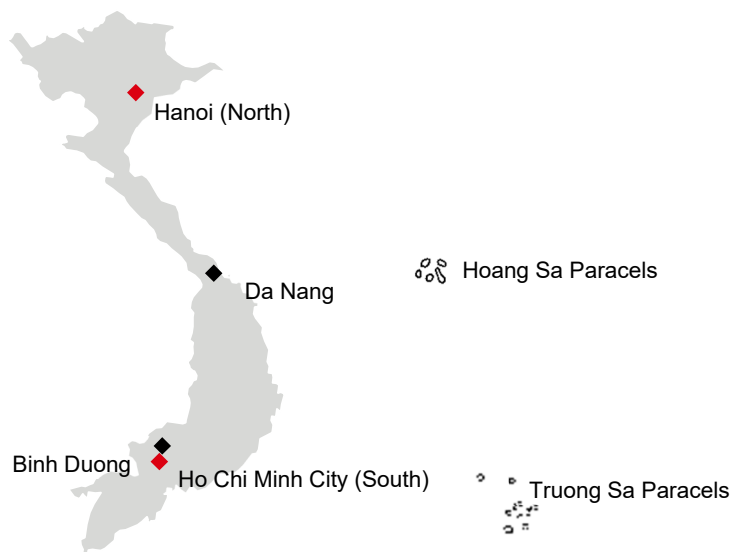 Hanoi (North)
Hoang Sa Paracels
Da Nang
Binh Duong
Ho Chi Minh City (South)
Truong Sa Paracels